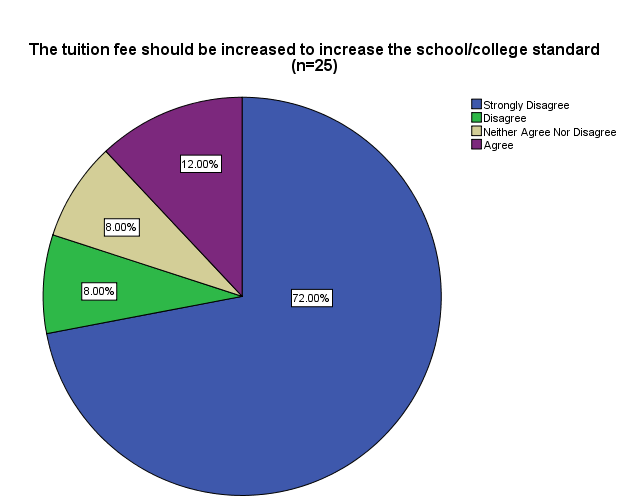 The tuition fee should be increased to increase the school/college standard
(n=25)
Strongly Disagree
Disagree
Neither Agree Nor Disagree
Agree
12.00%
8.00%
8.00%
72.00%